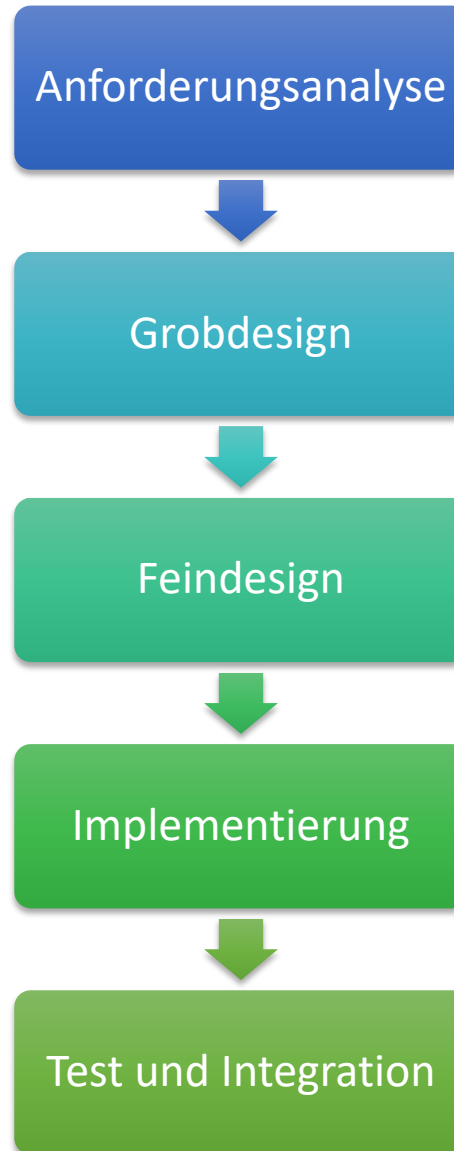 Anforderungsanalyse
Grobdesign
Feindesign
Implementierung
Test und Integration